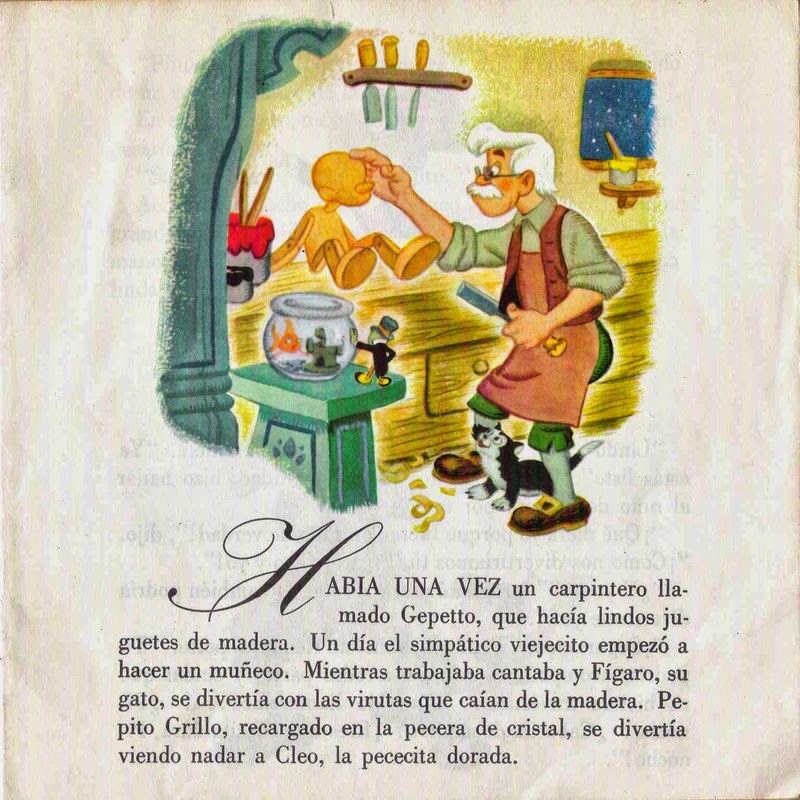 HABIA UNA VEZ un carpintero lla-
mado Gepetto, que hacía lindos ju-
guetes de madera. Un día el simpático viejecito empezó a
hacer un muñeco. Mientras trabajaba cantaba y Fígaro, su
gato, se divertía con las virutas que caían de la madera. Pe-
pito Grillo, recargado en la pecera de cristal, se divertía
viendo nadar a Cleo, la pececita dorada.